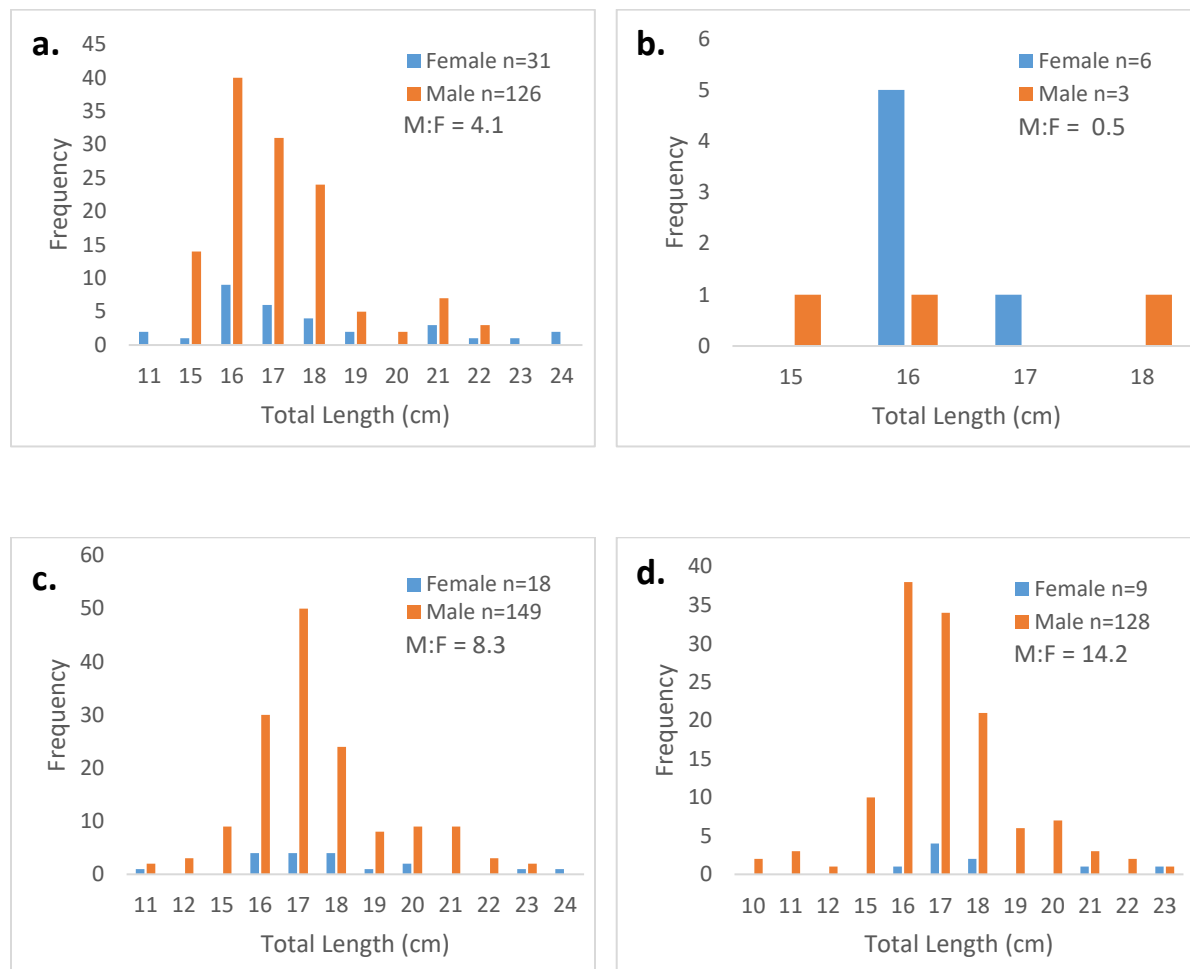 a.
Female n=31
Male n=126
M:F = 4.1
Frequency
45
40
35
30
25
20
15
10
5
0
11 15 16 17 18 19 20 21 22 23 24
Total Length (cm)
b.
Female n=6
Male n=3
M:F = 0.5
Frequency
6
5
4
3
2
1
0
15 16 17 18
Total Length (cm)
c.
Female n=18
Male n=149
M:F = 8.3
Frequency
60
50
40
30
20
10
0
11 12 15 16 17 18 19 20 21 22 23 24
Total Length (cm)
d.
Female n=9
Male n=128
M:F = 14.2
Frequency
40
35
30
25
20
15
10
5
0
10 11 12 15 16 17 18 19 20 21 22 23
Total Length (cm)